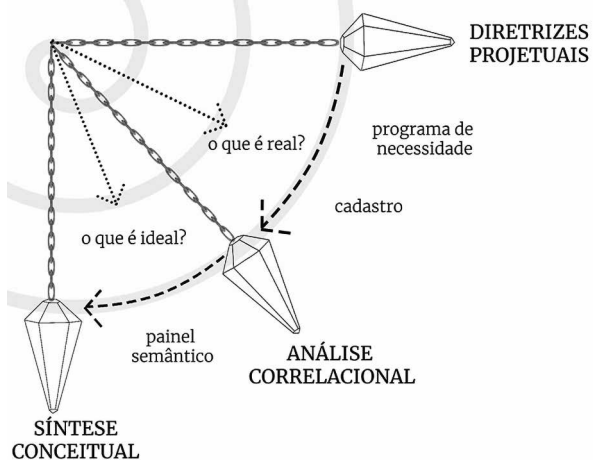 DIRETRIZES
PROJETUAIS
programa de
necessidade
o que é real?
cadastro
o que é ideal?
painel
semântico
ANÁLISE
CORRELACIONAL
SÍNTESE
CONCEITUAL